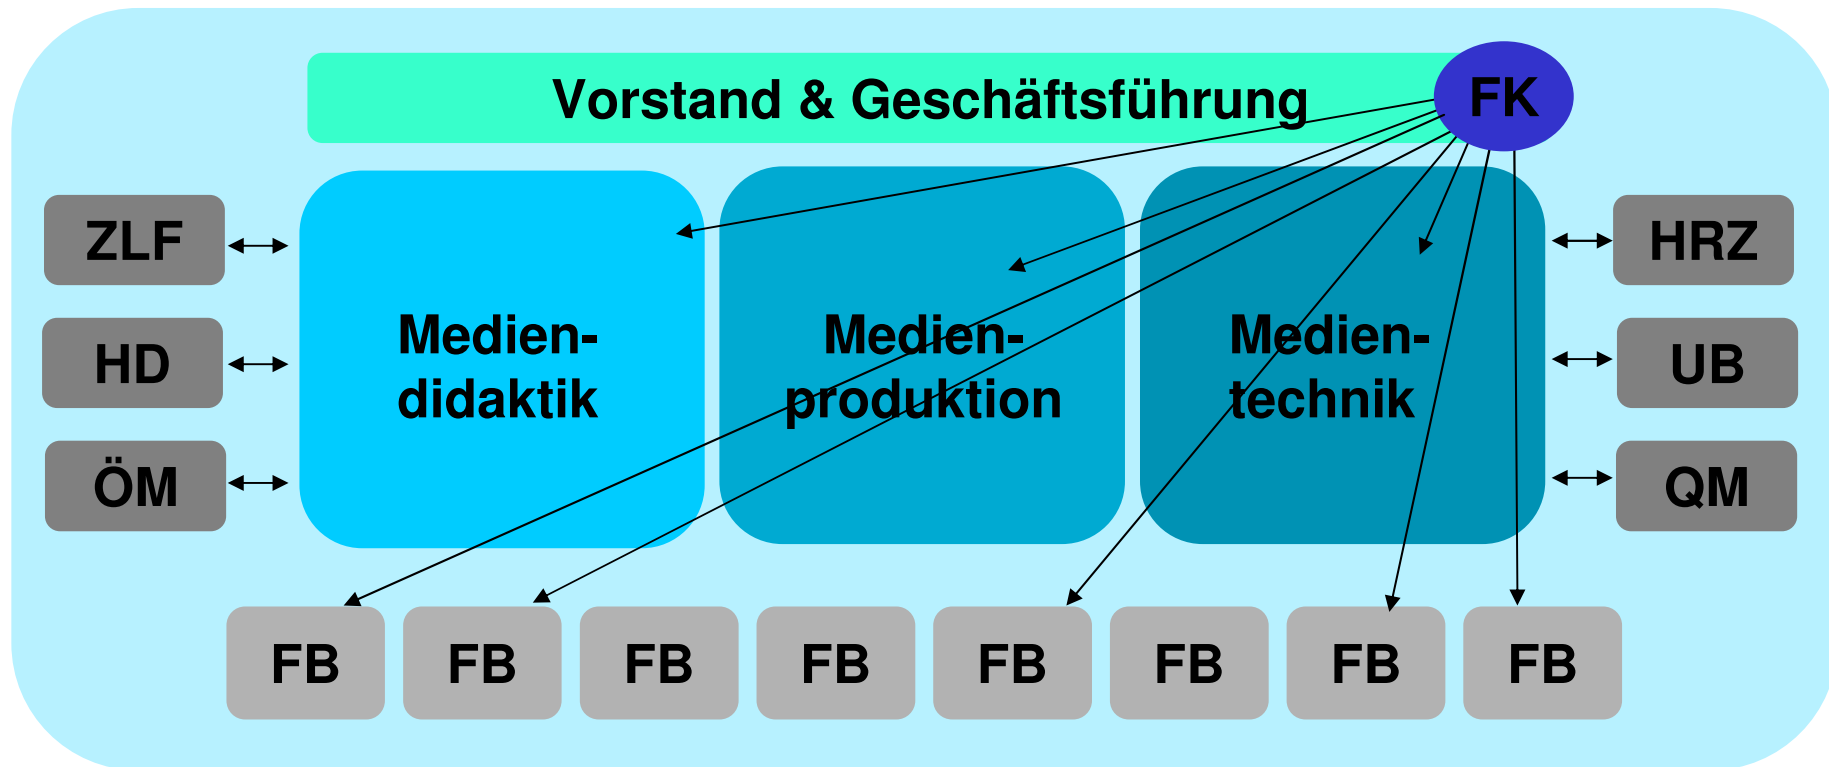 Vorstand & Geschäftsführung
FK
ZLF
HD
ÖM
Medien-
didaktik
Medien-
produktion
Medien-
technik
HRZ
UB
QM
FB
FB
FB
FB
FB
FB
FB
FB